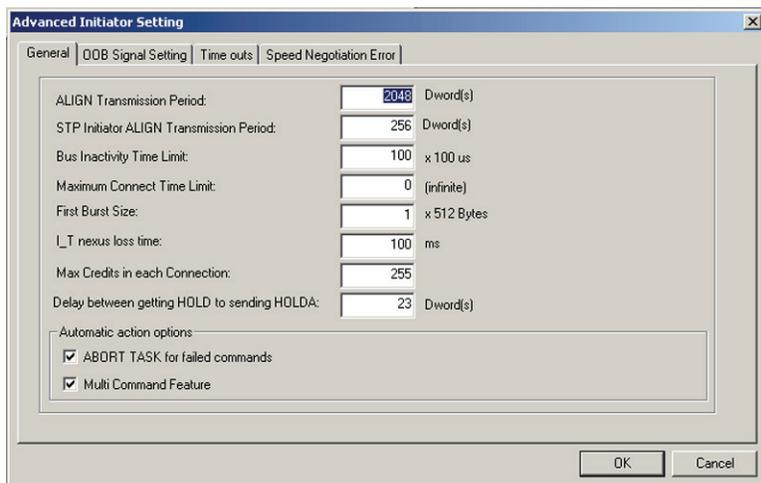 Advanced Initiator Setting
General OOB Signal Setting Time outs Speed Negotiation Error
ALIGN Transmission Period: 2048 Dword(s)
STP Initiator ALIGN Transmission Period: 256 Dword(s)
Bus Inactivity Time Limit: 100 x 100 us
Maximum Connect Time Limit: 0 (infinite)
First Burst Size: 1 x 512 Bytes
I_T nexus loss time: 100 ms
Max Credits in each Connection: 255
Delay between getting HOLD to sending HOLDA: 23 Dword(s)
Automatic action options
ABORT TASK for failed commands
Multi Command Feature
OK Cancel